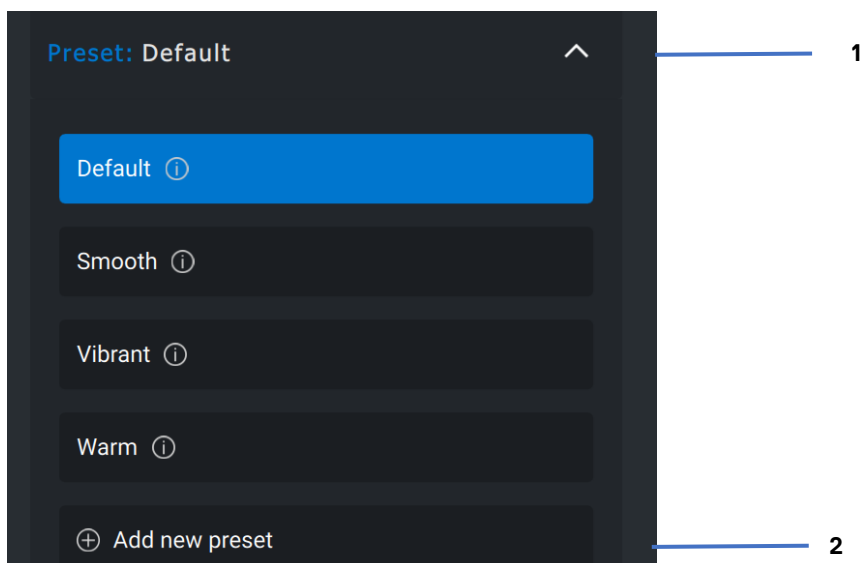 Preset: Default
1
Default
Smooth
Vibrant
Warm
Add new preset
2